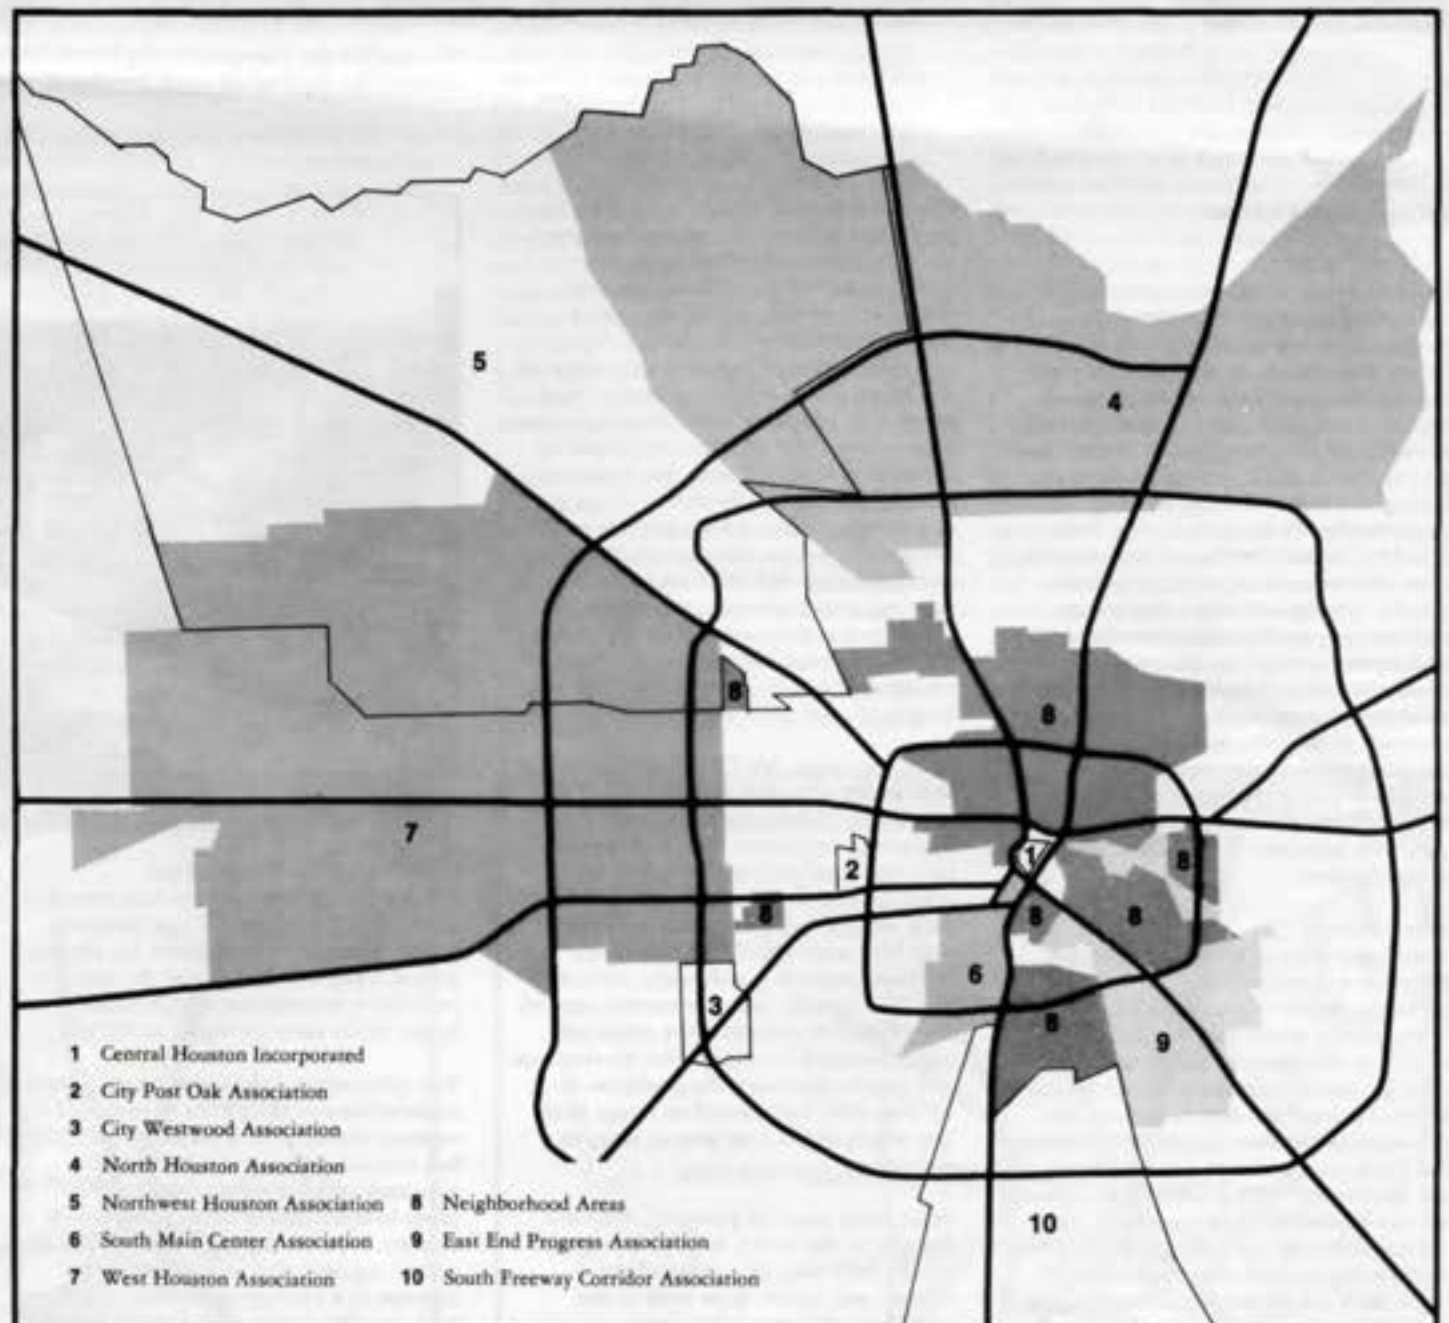 5
4
8
8
7
1
2
8
8
8
8
6
3
8
9
10
1 Central Houston Incorporated
2 City Post Oak Association
3 City Westwood Association
4 North Houston Association
5 Northwest Houston Association
6 South Main Center Association
7 West Houston Association
8 Neighborhood Areas
9 East End Progress Association
10 South Freeway Corridor Association